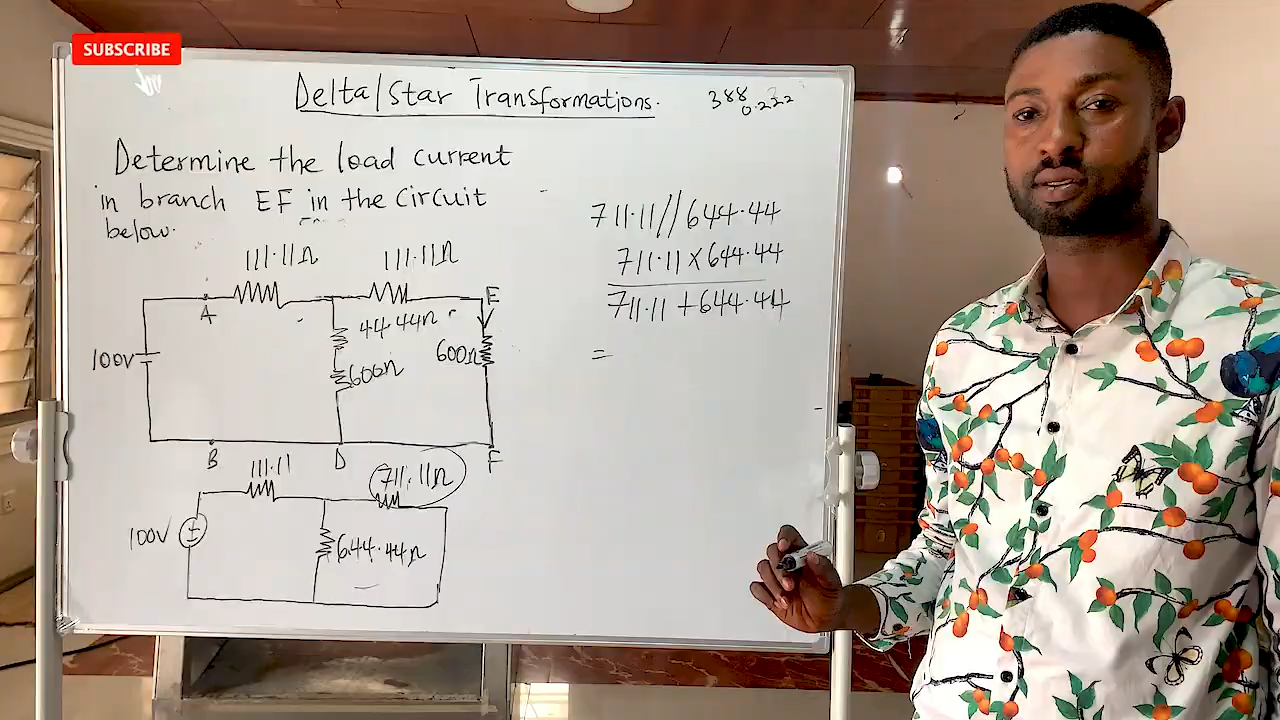 SUBSCRIBE
Delta/Star Transformations.
388
0.222
Determine the load current
in branch EF in the circuit
below.
111.11Ω 111.11Ω
A
E
44.44Ω
100V
600Ω
600Ω
B D F
111.11
711.11Ω
100V
644.44Ω
711.11//644.44
711.11 x 644.44
711.11 + 644.44
=